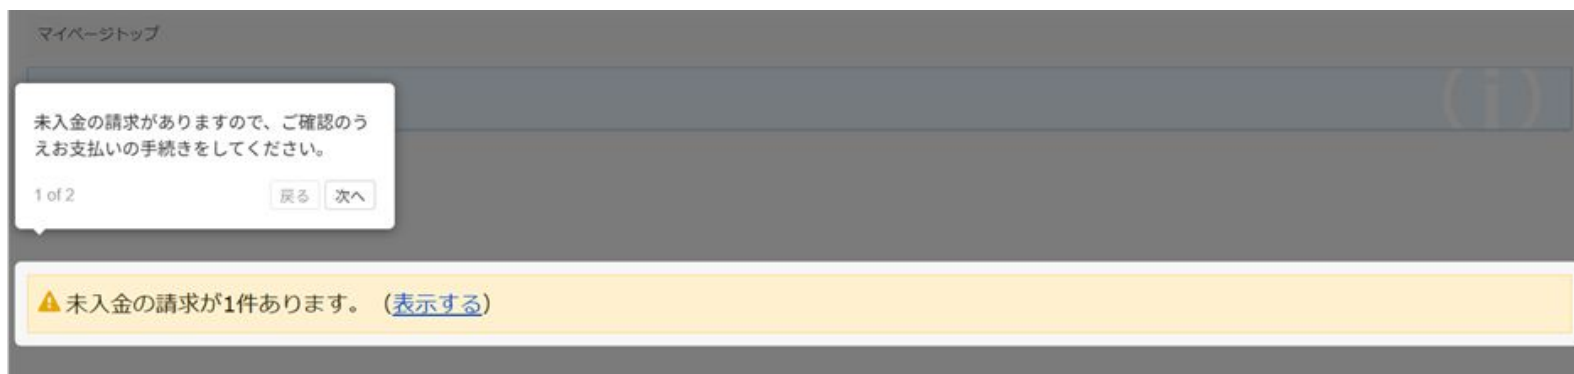 マイページトップ
(i)
未入金の請求がありますので、ご確認のう
えお支払いの手続きをしてください。
1 of 2
戻る 次へ
未入金の請求が1件あります。（表示する）